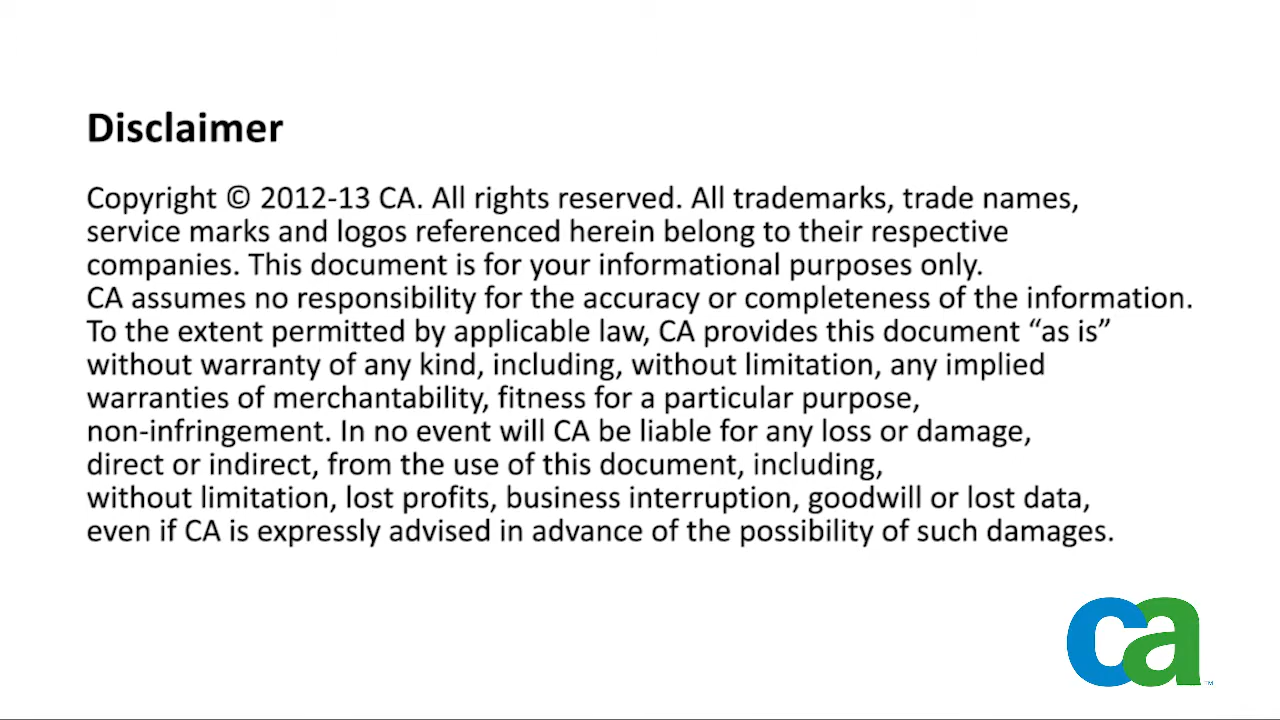 Disclaimer
Copyright © 2012-13 CA. All rights reserved. All trademarks, trade names,
service marks and logos referenced herein belong to their respective
companies. This document is for your informational purposes only.
CA assumes no responsibility for the accuracy or completeness of the information.
To the extent permitted by applicable law, CA provides this document “as is”
without warranty of any kind, including, without limitation, any implied
warranties of merchantability, fitness for a particular purpose,
non-infringement. In no event will CA be liable for any loss or damage,
direct or indirect, from the use of this document, including,
without limitation, lost profits, business interruption, goodwill or lost data,
even if CA is expressly advised in advance of the possibility of such damages.
ca™